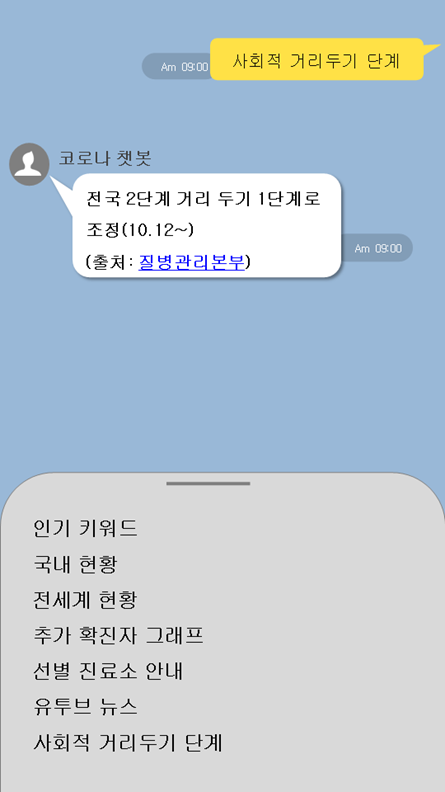 Am 09:00
사회적 거리두기 단계
코로나 챗봇
전국 2단계 거리 두기 1단계로
조정(10.12~)
(출처: 질병관리본부)
Am 09:00
인기 키워드
국내 현황
전세계 현황
추가 확진자 그래프
선별 진료소 안내
유투브 뉴스
사회적 거리두기 단계